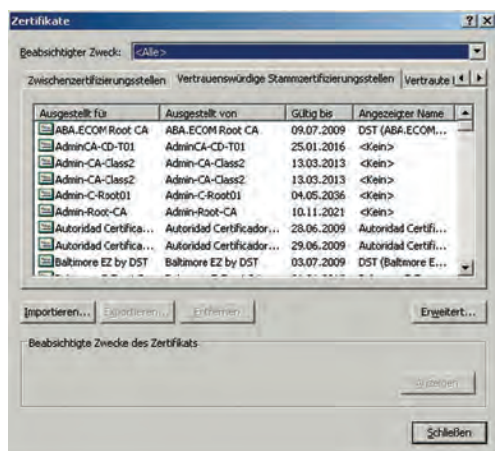 Zertifikate
Beabsichtigter Zweck: <Alle>
Zwischenzertifizierungsstellen Vertrauenswürdige Stammzertifizierungsstellen Vertraute
Ausgestellt für Ausgestellt von Gültig bis Angezeigter Name
ABA.ECOM Root CA ABA.ECOM Root CA 09.07.2009 DST (ABA.ECOM...
AdminCA-CD-T01 AdminCA-CD-T01 25.01.2016 <Kein>
Admin-CA-Class2 Admin-CA-Class2 13.03.2013 <Kein>
Admin-CA-Class2 Admin-CA-Class2 13.03.2013 <Kein>
Admin-C-Root01 Admin-C-Root01 04.05.2036 <Kein>
Admin-Root-CA Admin-Root-CA 10.11.2021 <Kein>
Autoridad Certifica... Autoridad Certificador... 28.06.2009 Autoridad Certifi...
Autoridad Certifica... Autoridad Certificador... 29.06.2009 Autoridad Certifi...
Baltimore EZ by DST Baltimore EZ by DST 03.07.2009 DST (Baltimore E...
Importieren... Exportieren... Entfernen Erweitert...
Beabsichtigte Zwecke des Zertifikats
Anzeigen
Schließen